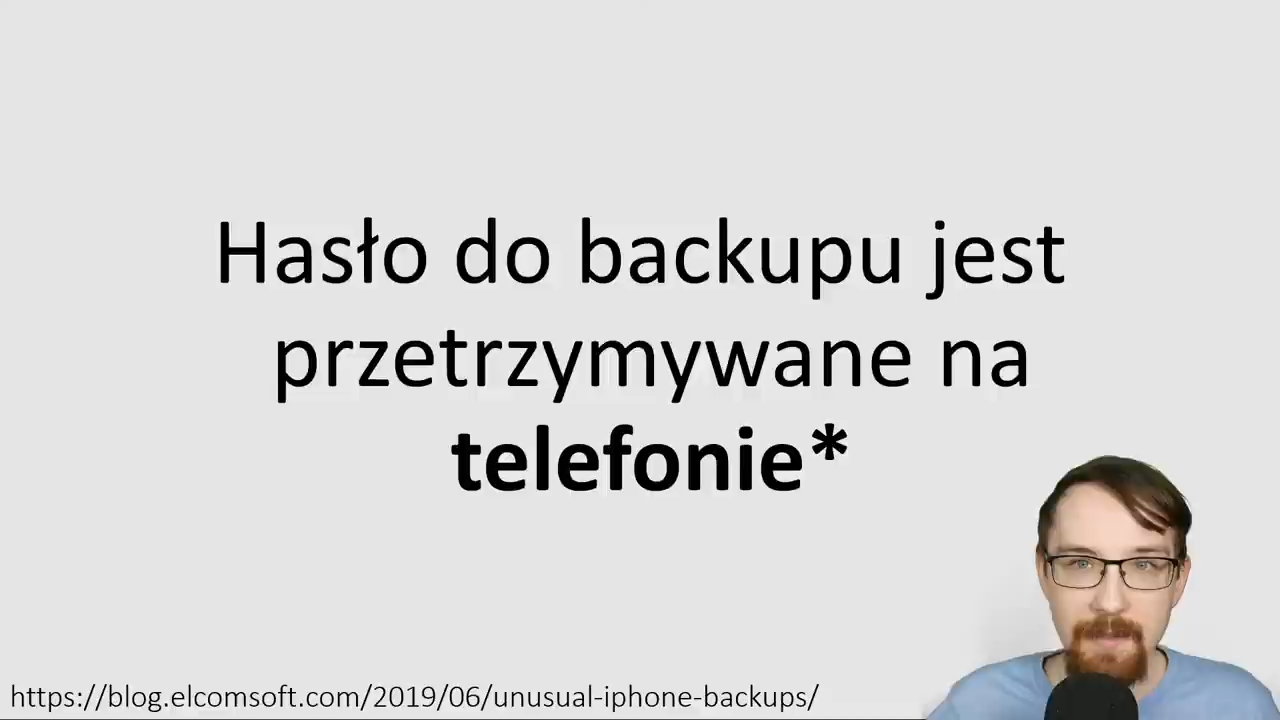 Hasło do backupu jest
przetrzymywane na
telefonie*
https://blog.elcomsoft.com/2019/06/unusual-iphone-backups/